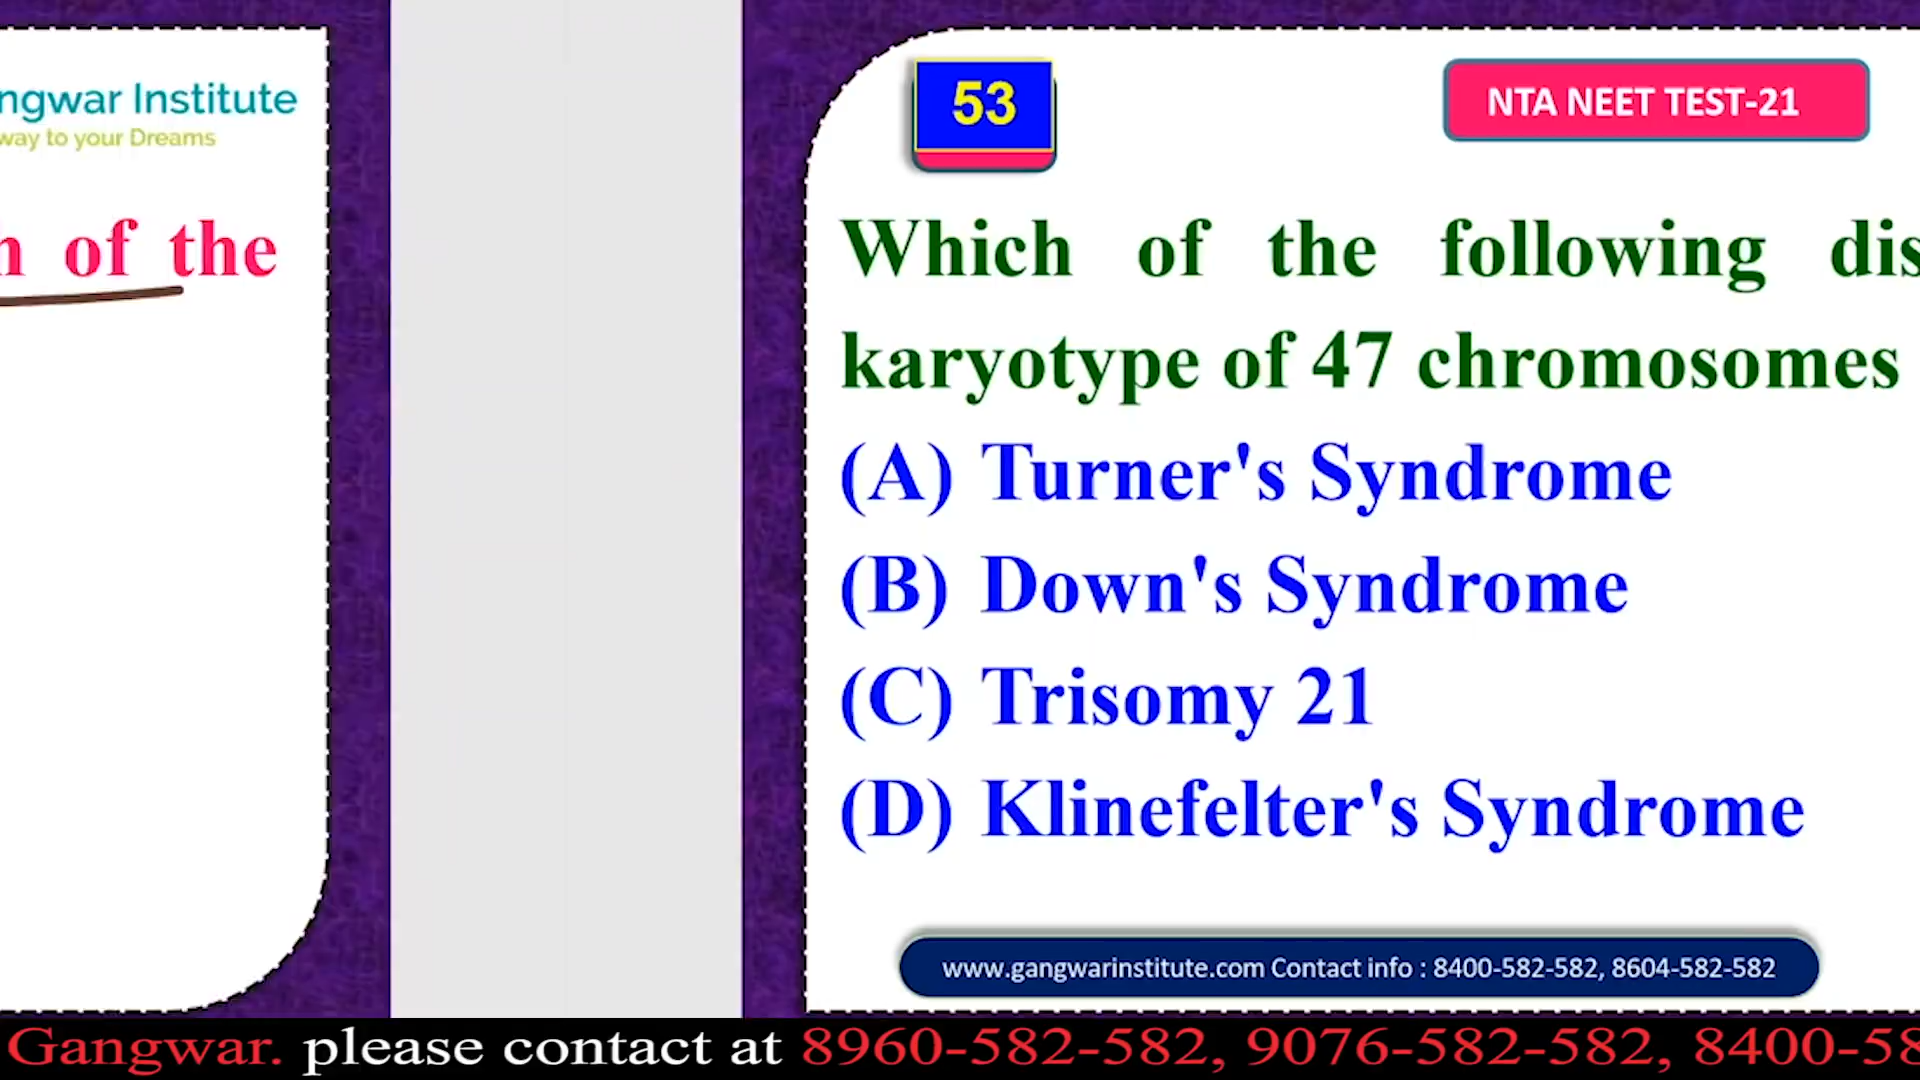 ngwar Institute
way to your Dreams
of the
53
NTA NEET TEST-21
Which of the following
karyotype of 47 chromosomes
(A) Turner's Syndrome
(B) Down's Syndrome
(C) Trisomy 21
(D) Klinefelter's Syndrome
www.gangwarinstitute.com Contact info : 8400-582-582, 8604-582-582
Gangwar. please contact at 8960-582-582, 9076-582-582, 8400-58